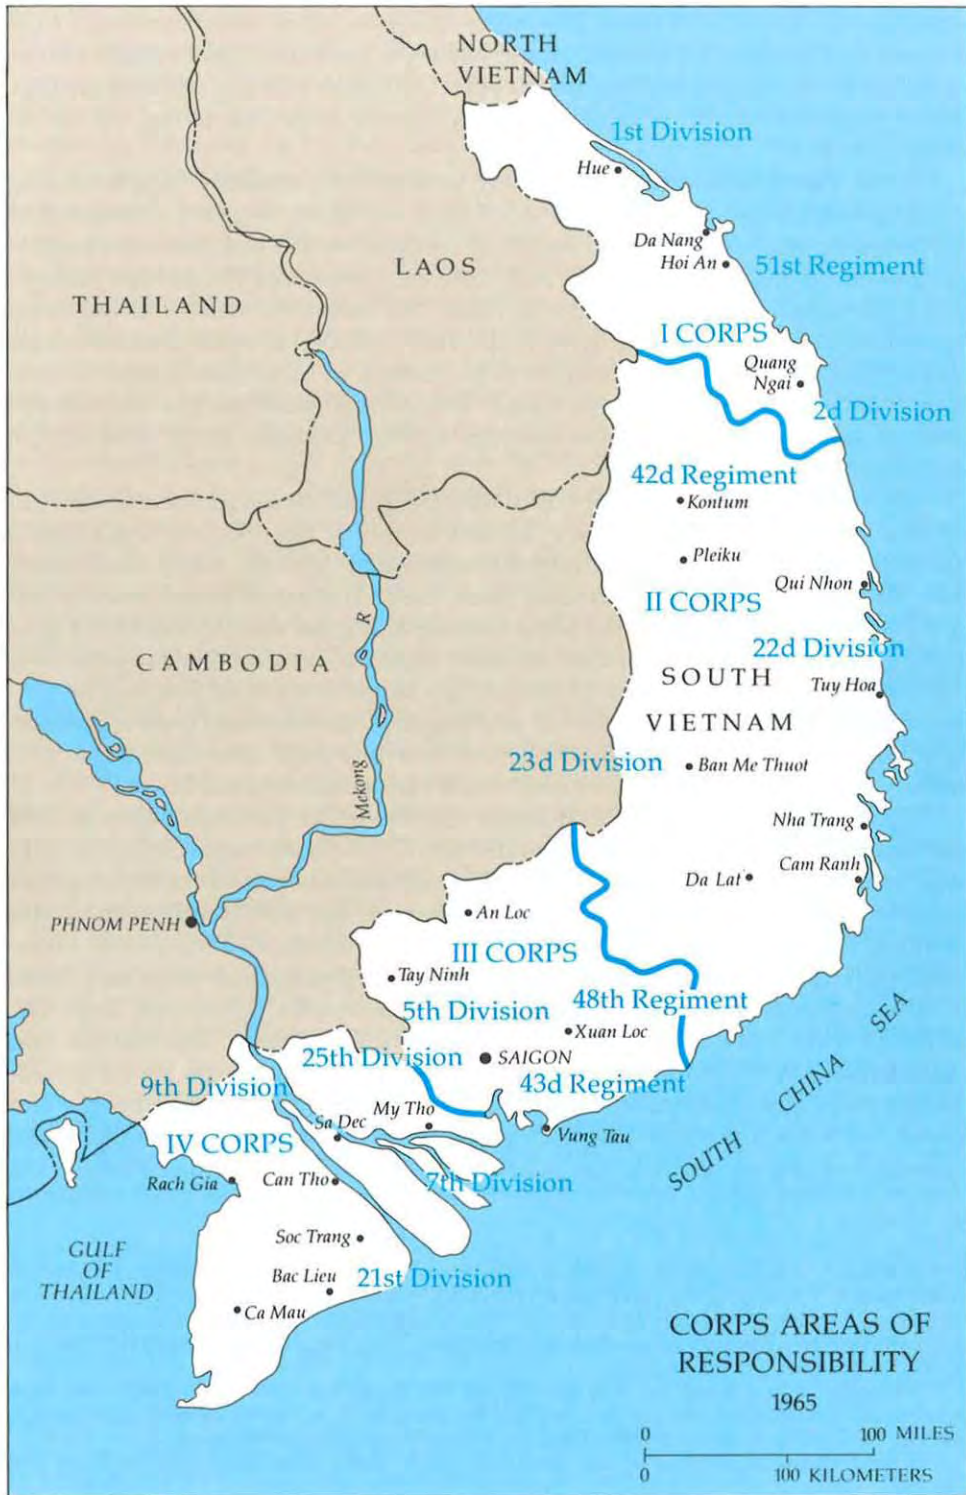 NORTH
VIETNAM
1st Division
Hue
Da Nang
Hoi An
51st Regiment
LAOS
THAILAND
I CORPS
Quang
Ngai
2d Division
42d Regiment
Kontum
Pleiku
Qui Nhon
II CORPS
R
Mekong
CAMBODIA
22d Division
SOUTH
VIETNAM
Tuy Hoa
23d Division
Ban Me Thuot
Nha Trang
Cam Ranh
Da Lat
PHNOM PENH
An Loc
III CORPS
Tay Ninh
5th Division
48th Regiment
Xuan Loc
25th Division
SAIGON
43d Regiment
9th Division
My Tho
Sa Dec
Vung Tau
IV CORPS
Rach Gia
Can Tho
7th Division
SOUTH CHINA SEA
Soc Trang
GULF
OF
THAILAND
Bac Lieu
21st Division
Ca Mau
CORPS AREAS OF
RESPONSIBILITY
1965
0 100 MILES
0 100 KILOMETERS